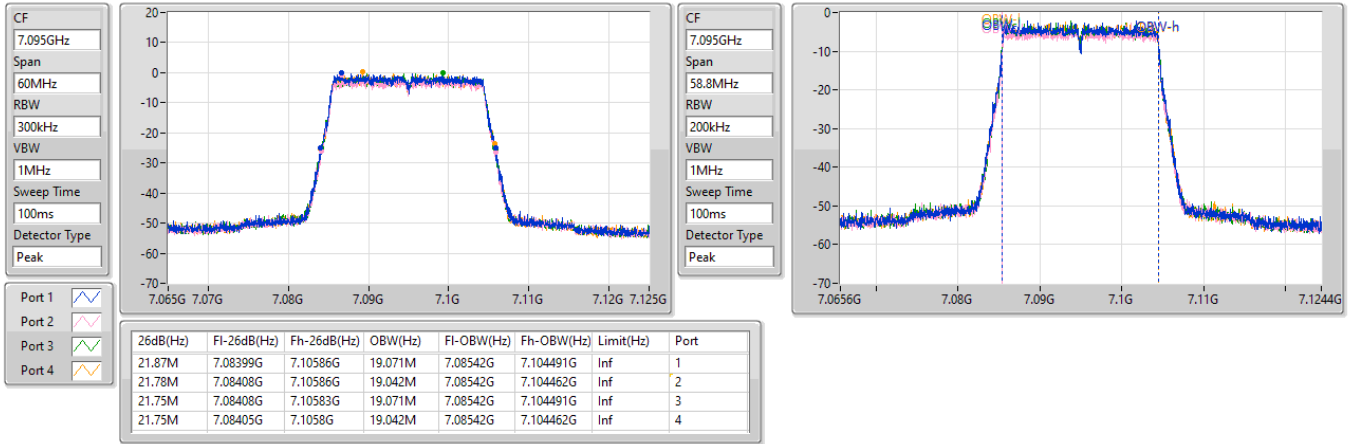 CF
7.095GHz
Span
60MHz
RBW
300kHz
VBW
1MHz
Sweep Time
100ms
Detector Type
Peak
20-
10-
0-
-10-
-20-
-30-
-40-
-50-
-60-
-70-
7.065G 7.07G 7.08G 7.09G 7.1G 7.11G 7.12G 7.125G
CF
7.095GHz
Span
58.8MHz
RBW
200kHz
VBW
1MHz
Sweep Time
100ms
Detector Type
Peak
0-
-10-
-20-
-30-
-40-
-50-
-60-
-70-
OBW-h
7.0656G 7.08G 7.09G 7.1G 7.11G 7.1244G
Port 1
Port 2
Port 3
Port 4
26dB(Hz) Fl-26dB(Hz) Fh-26dB(Hz) OBW(Hz) Fl-OBW(Hz) Fh-OBW(Hz) Limit(Hz) Port
21.87M 7.08399G 7.10586G 19.071M 7.08542G 7.104491G Inf 1
21.78M 7.08408G 7.10586G 19.042M 7.08542G 7.104462G Inf 2
21.75M 7.08408G 7.10583G 19.071M 7.08542G 7.104491G Inf 3
21.75M 7.08405G 7.1058G 19.042M 7.08542G 7.104462G Inf 4